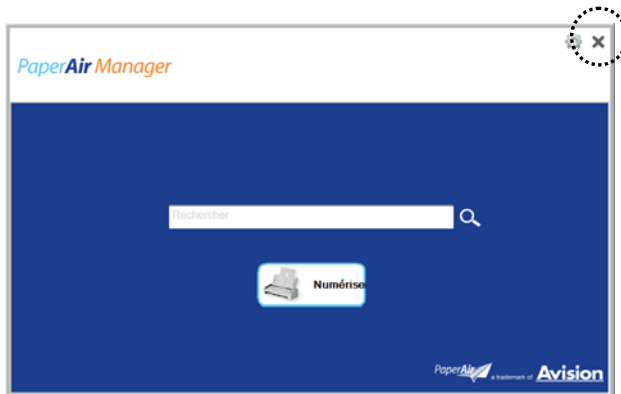 PaperAir Manager
Rechercher
Numérise
PaperAir a trademark of Avision